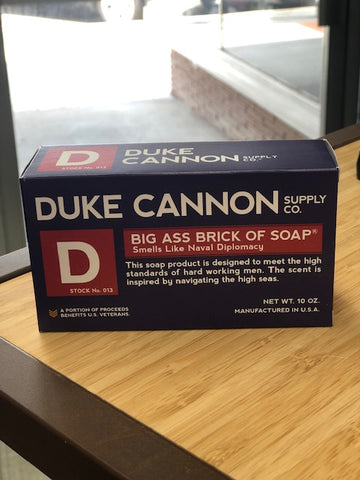 D
STOCK No. 013
DUKE
CANNON SUPPLY CO.
DUKE CANNON SUPPLY CO.
D
STOCK No. 013
BIG ASS BRICK OF SOAP®
Smells Like Naval Diplomacy
This soap product is designed to meet the high
standards of hard working men. The scent is
inspired by navigating the high seas.
A PORTION OF PROCEEDS
BENEFITS U.S. VETERANS.
NET WT. 10 OZ.
MANUFACTURED IN U.S.A.